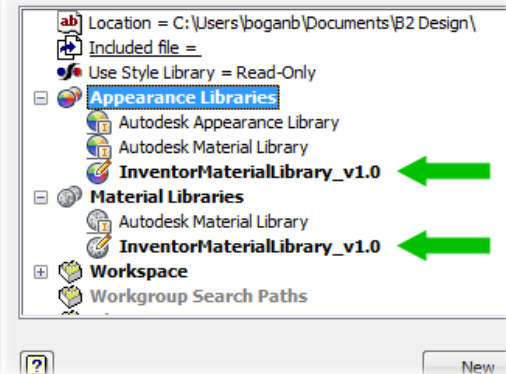 Location = C:\Users\boganb\Documents\B2 Design\
Included file =
Use Style Library = Read-Only
Appearance Libraries
Autodesk Appearance Library
Autodesk Material Library
InventorMaterialLibrary_v1.0
Material Libraries
Autodesk Material Library
InventorMaterialLibrary_v1.0
Workspace
Workgroup Search Paths
New